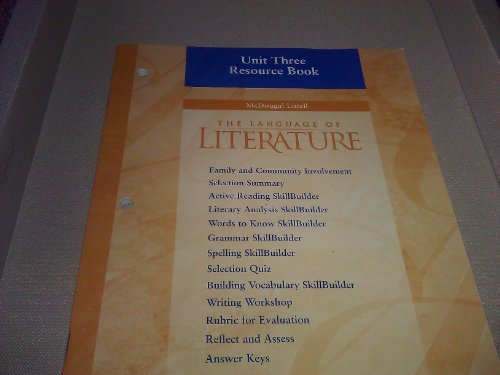 Unit Three
Resource Book
McDougal Littell
THE LANGUAGE OF
LITERATURE
Family and Community Involvement
Selection Summary
Active Reading SkillBuilder
Literary Analysis SkillBuilder
Words to Know SkillBuilder
Grammar SkillBuilder
Spelling SkillBuilder
Selection Quiz
Building Vocabulary SkillBuilder
Writing Workshop
Rubric for Evaluation
Reflect and Assess
Answer Keys